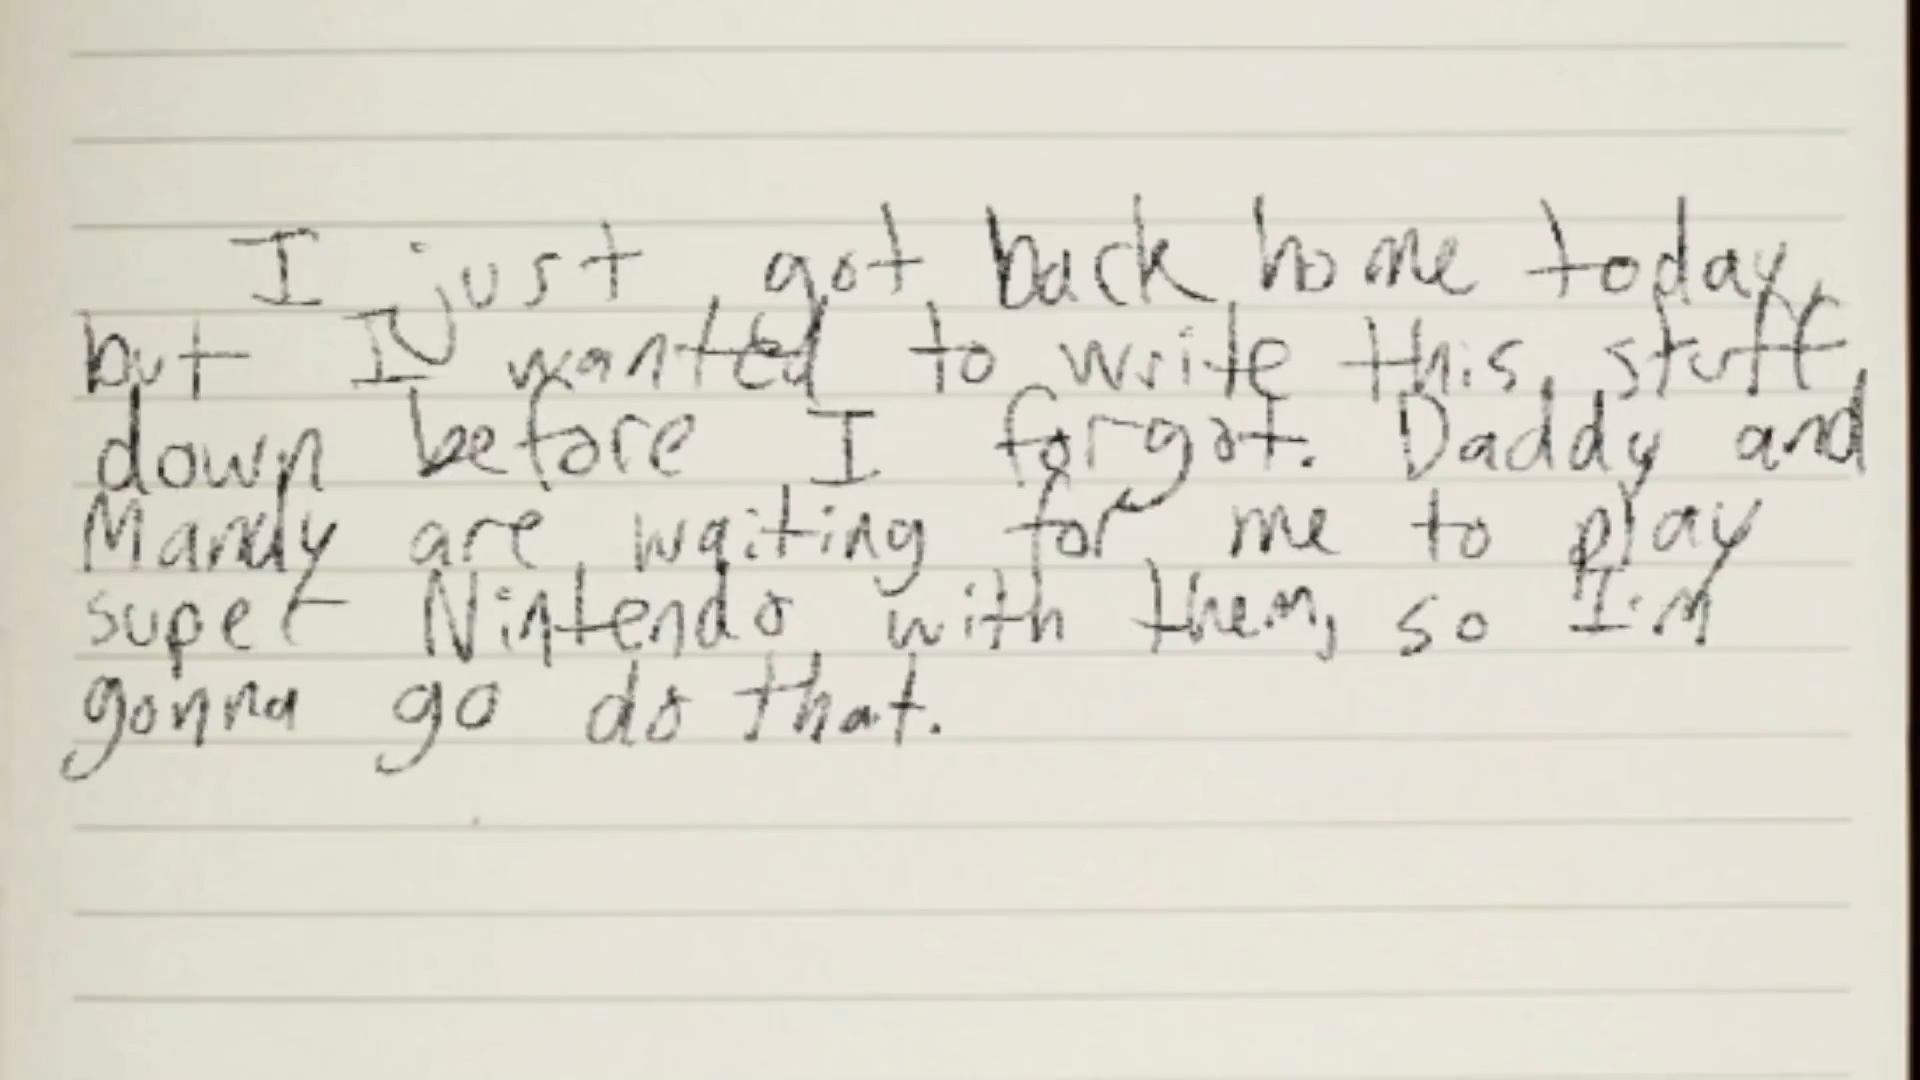 I just got back home today,
but I wanted to write this stuff
down before I forgot. Daddy and
Mandy are waiting for me to play
super Nintendo with them, so I'm
gonna go do that.